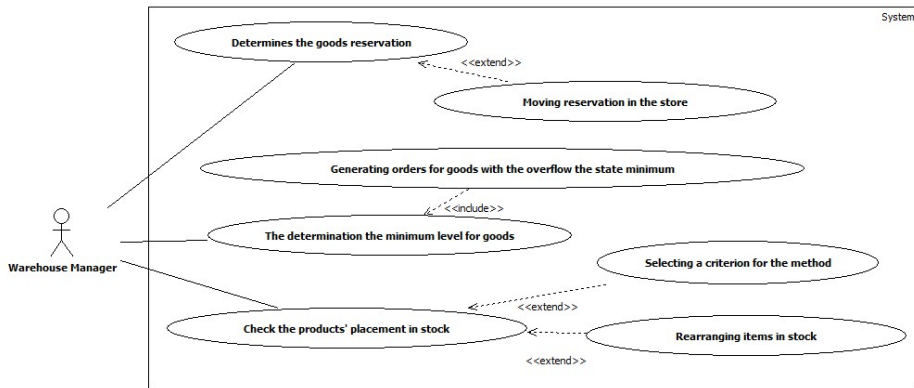 System
Determines the goods reservation
<<extend>>
Moving reservation in the store
Generating orders for goods with the overflow the state minimum
<<include>>
The determination the minimum level for goods
Warehouse Manager
Selecting a criterion for the method
<<extend>>
Check the products' placement in stock
Rearranging items in stock
<<extend>>